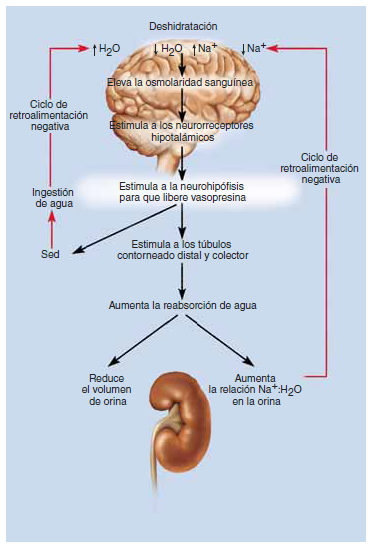 Deshidratación
↑H₂O ↓H₂O ↑Na⁺ ↓Na⁺
Eleva la osmolaridad sanguínea
Estimula a los neurorreceptores
hipotalámicos
Ciclo de
retroalimentación
negativa
Ciclo de
retroalimentación
negativa
Estimula a la neurohipófisis
para que libere vasopresina
Ingestión
de agua
Estimula a los túbulos
contorneado distal y colector
Sed
Aumenta la reabsorción de agua
Reduce
el volumen
de orina
Aumenta
la relación Na⁺:H₂O
en la orina